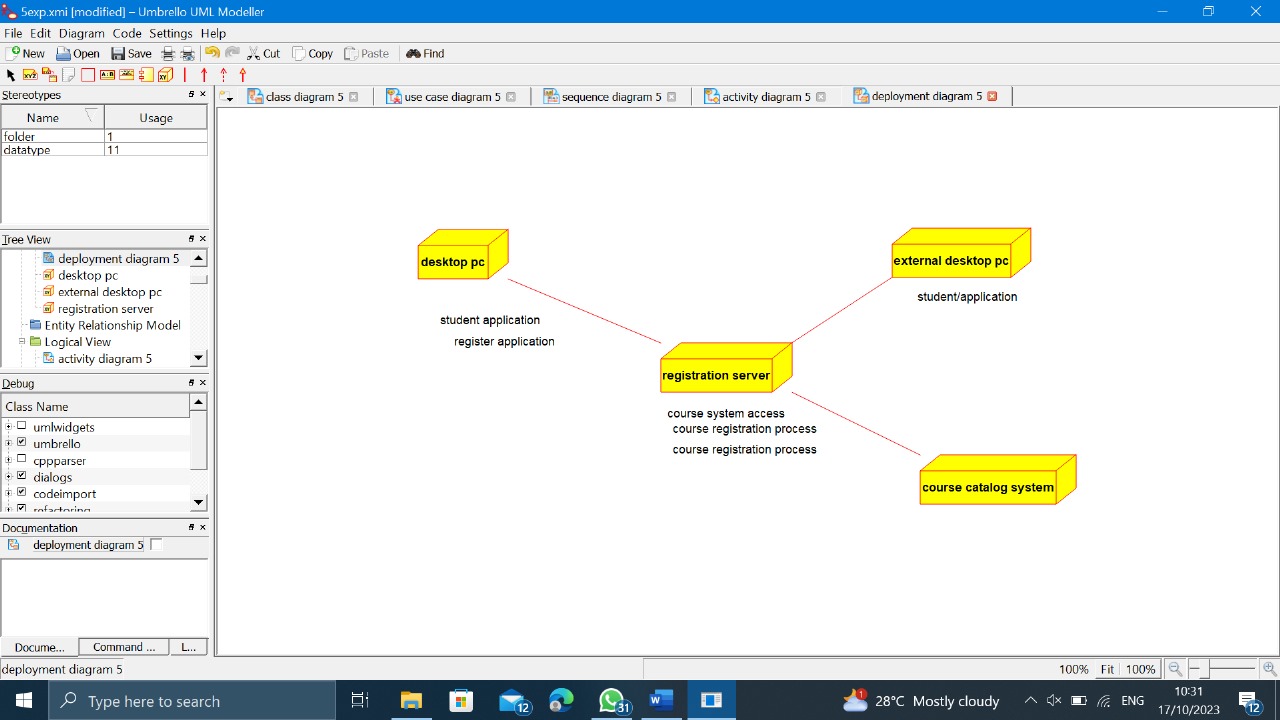 5exp.xmi [modified] – Umbrello UML Modeller
File Edit Diagram Code Settings Help
New Open Save Cut Copy Paste Find
Stereotypes
Name Usage
folder 1
datatype 11
Tree View
deployment diagram 5
desktop pc
external desktop pc
registration server
Entity Relationship Model
Logical View
activity diagram 5
Debug
Class Name
umlwidgets
umbrello
cppparser
dialogs
codeimport
refactoring
Documentation
deployment diagram 5
Docume... Command ... L...
deployment diagram 5
class diagram 5 use case diagram 5 sequence diagram 5 activity diagram 5 deployment diagram 5
desktop pc
external desktop pc
student/application
student application
register application
registration server
course system access
course registration process
course registration process
course catalog system
100% Fit 100%
Type here to search
12
31
1
28°C Mostly cloudy
ENG
10:31
17/10/2023
12